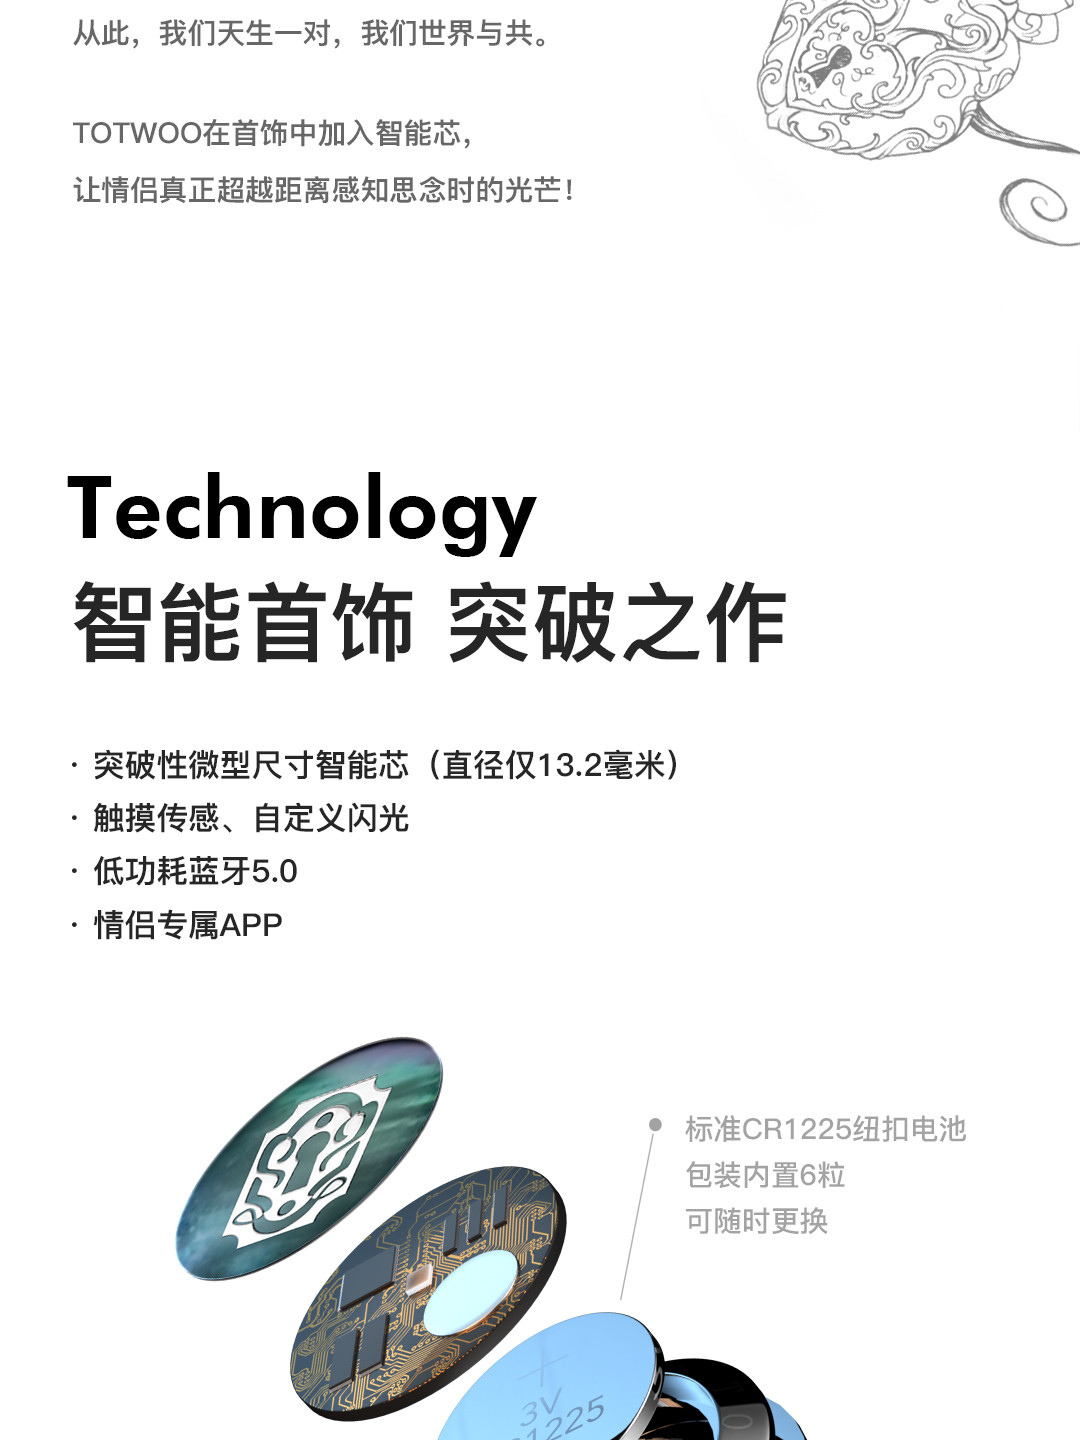 从此，我们天生一对，我们世界与共。
TOTWOO在首饰中加入智能芯，
让情侣真正超越距离感知思念时的光芒！
Technology
智能首饰 突破之作
· 突破性微型尺寸智能芯（直径仅13.2毫米）
· 触摸传感、自定义闪光
· 低功耗蓝牙5.0
· 情侣专属APP
标准CR1225纽扣电池
包装内置6粒
可随时更换
3V
1225